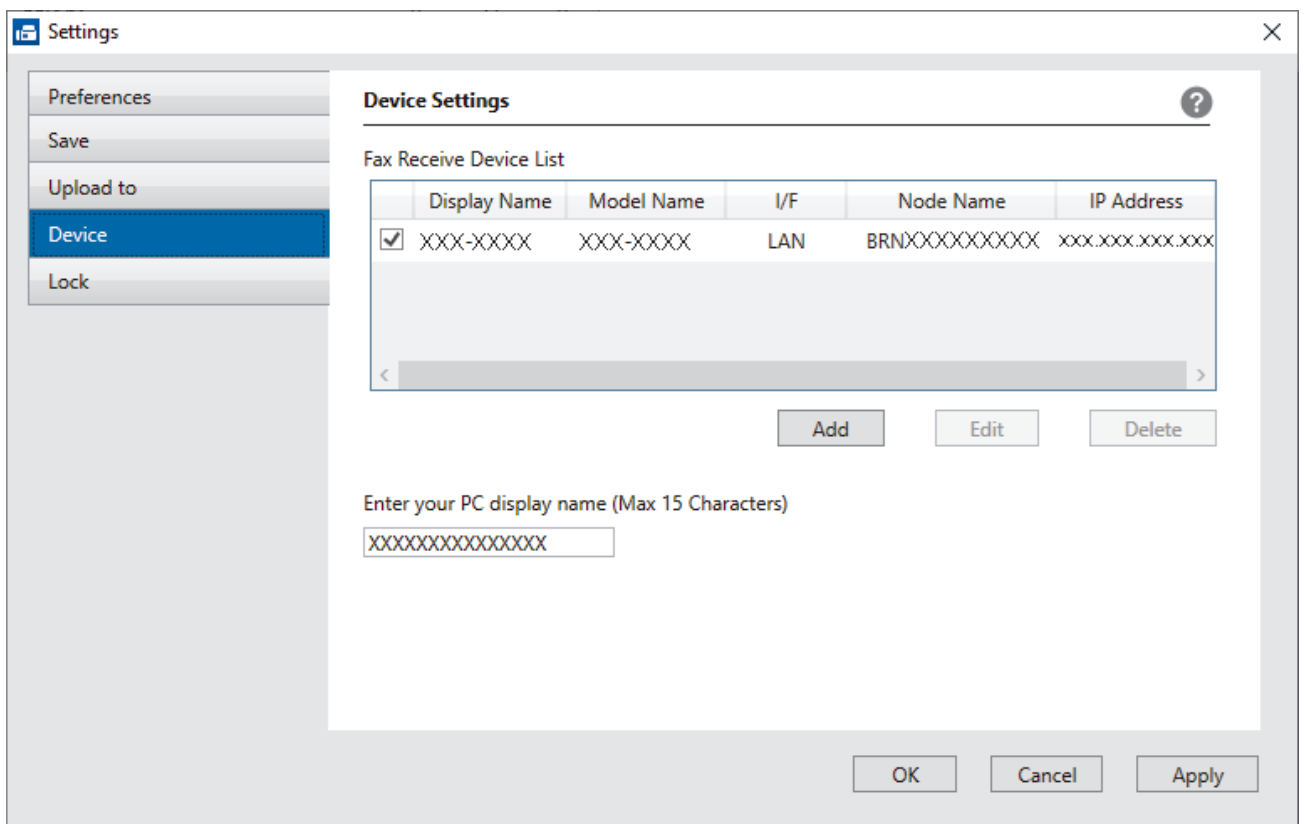 Settings
Preferences
Save
Upload to
Device
Lock
Device Settings
?
Fax Receive Device List
Display Name Model Name I/F Node Name IP Address
XXX-XXXX XXX-XXXX LAN BRNXXXXXXXXX XXX.XXX.XXX.XXX
Add Edit Delete
Enter your PC display name (Max 15 Characters)
XXXXXXXXXXXXXXX
OK Cancel Apply